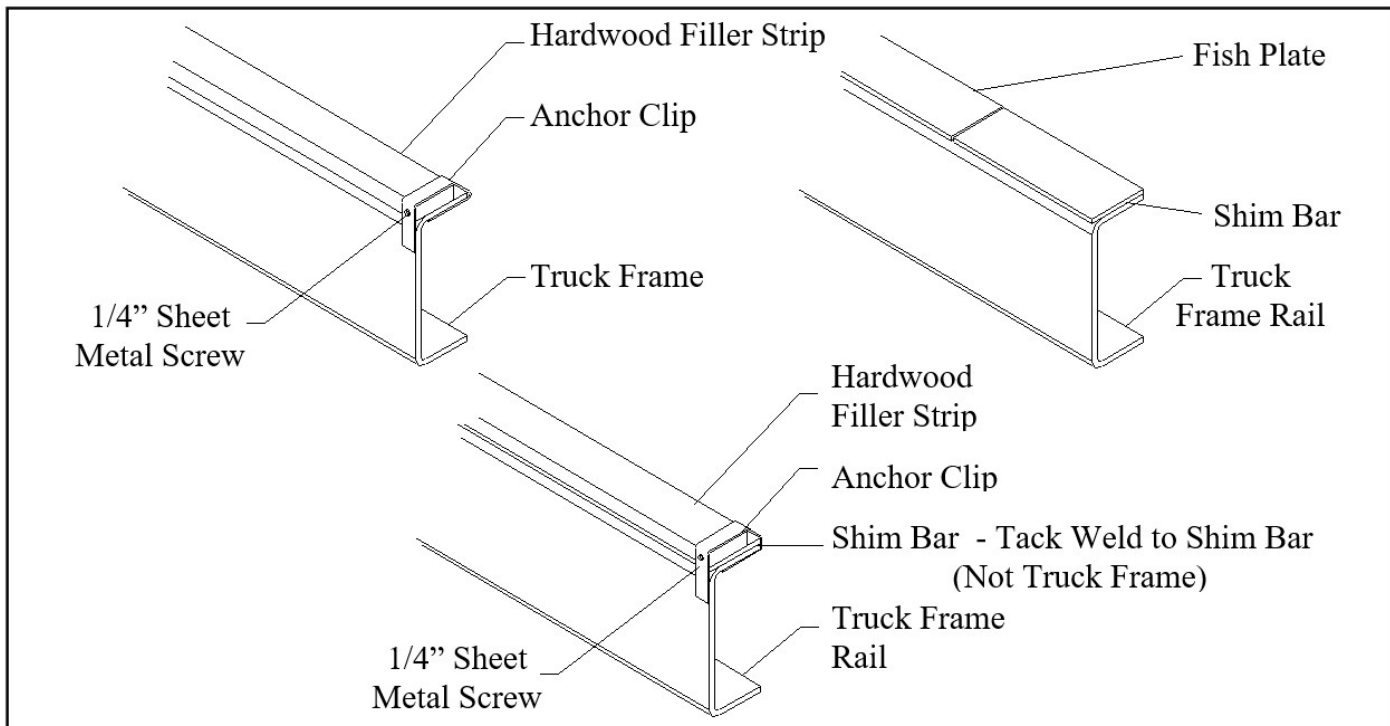 Hardwood Filler Strip
Anchor Clip
Truck Frame
1/4” Sheet
Metal Screw
Fish Plate
Shim Bar
Truck
Frame Rail
Hardwood
Filler Strip
Anchor Clip
Shim Bar - Tack Weld to Shim Bar
(Not Truck Frame)
Truck Frame
Rail
1/4” Sheet
Metal Screw